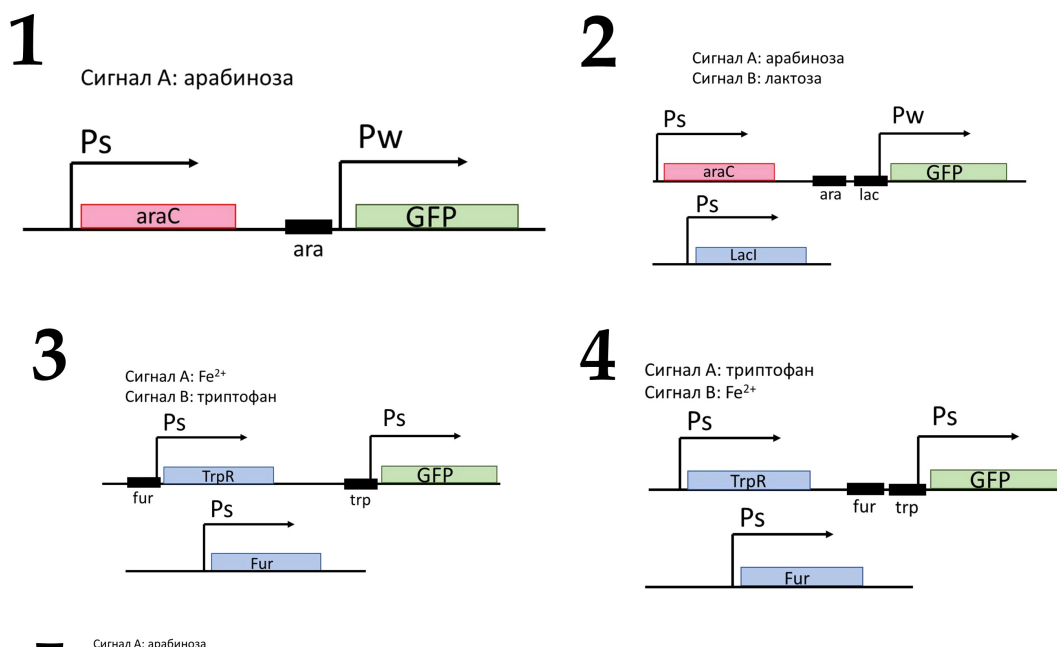 1
Сигнал А: арабиноза
Ps
Pw
araC
GFP
ara
2
Сигнал А: арабиноза
Сигнал В: лактоза
Ps
Pw
araC
GFP
ara
lac
Ps
LacI
3
Сигнал А: Fe²⁺
Сигнал В: триптофан
Ps
Ps
TrpR
GFP
fur
trp
Ps
Fur
4
Сигнал А: триптофан
Сигнал В: Fe²⁺
Ps
Ps
TrpR
GFP
fur
trp
Ps
Fur
Сигнал А: арабиноза